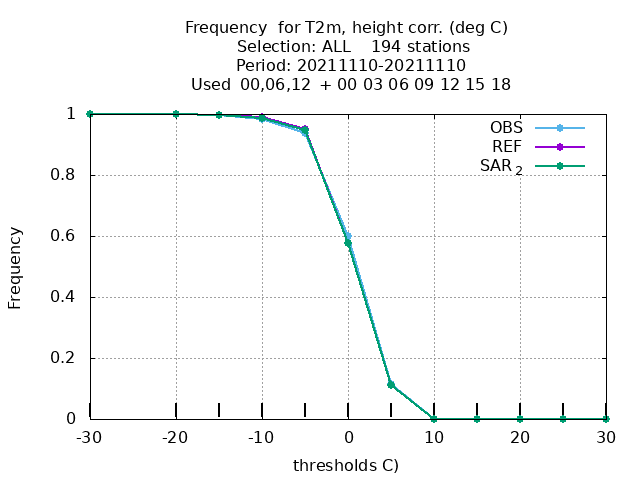 Frequency  for T2m, height corr. (deg C)
Selection: ALL    194 stations
Period: 20211110-20211110
Used  00,06,12  + 00 03 06 09 12 15 18
OBS
REF
SAR 2
Frequency
1
0.8
0.6
0.4
0.2
0
-30 -20 -10 0 10 20 30
thresholds C)